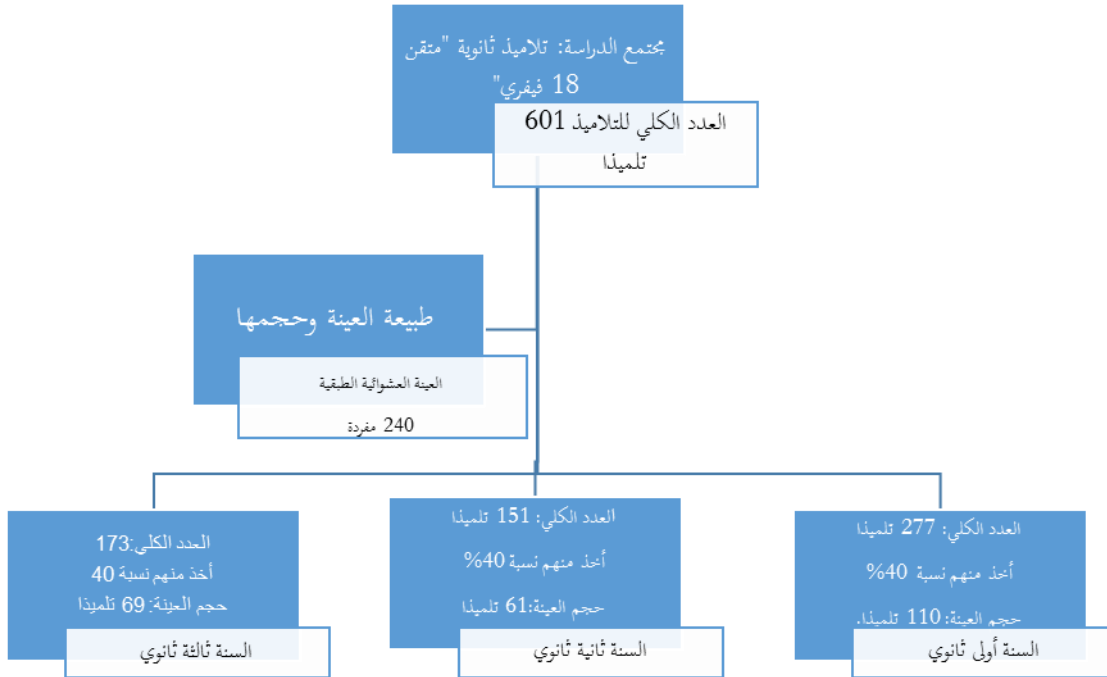 مجتمع الدراسة: تلاميذ ثانوية "متقن
18 فيفري"
العدد الكلي للتلاميذ 601
تلميذا
طبيعة العينة وحجمها
العينة العشوائية الطبقية
240 مفردة
العدد الكلي: 277 تلميذا
أخذ منهم نسبة 40%
حجم العينة: 110 تلميذا.
السنة أولى ثانوي
العدد الكلي: 151 تلميذا
أخذ منهم نسبة 40%
حجم العينة:61 تلميذا
السنة ثانية ثانوي
العدد الكلي:173
أخذ منهم نسبة 40
حجم العينة: 69 تلميذا
السنة ثالثة ثانوي